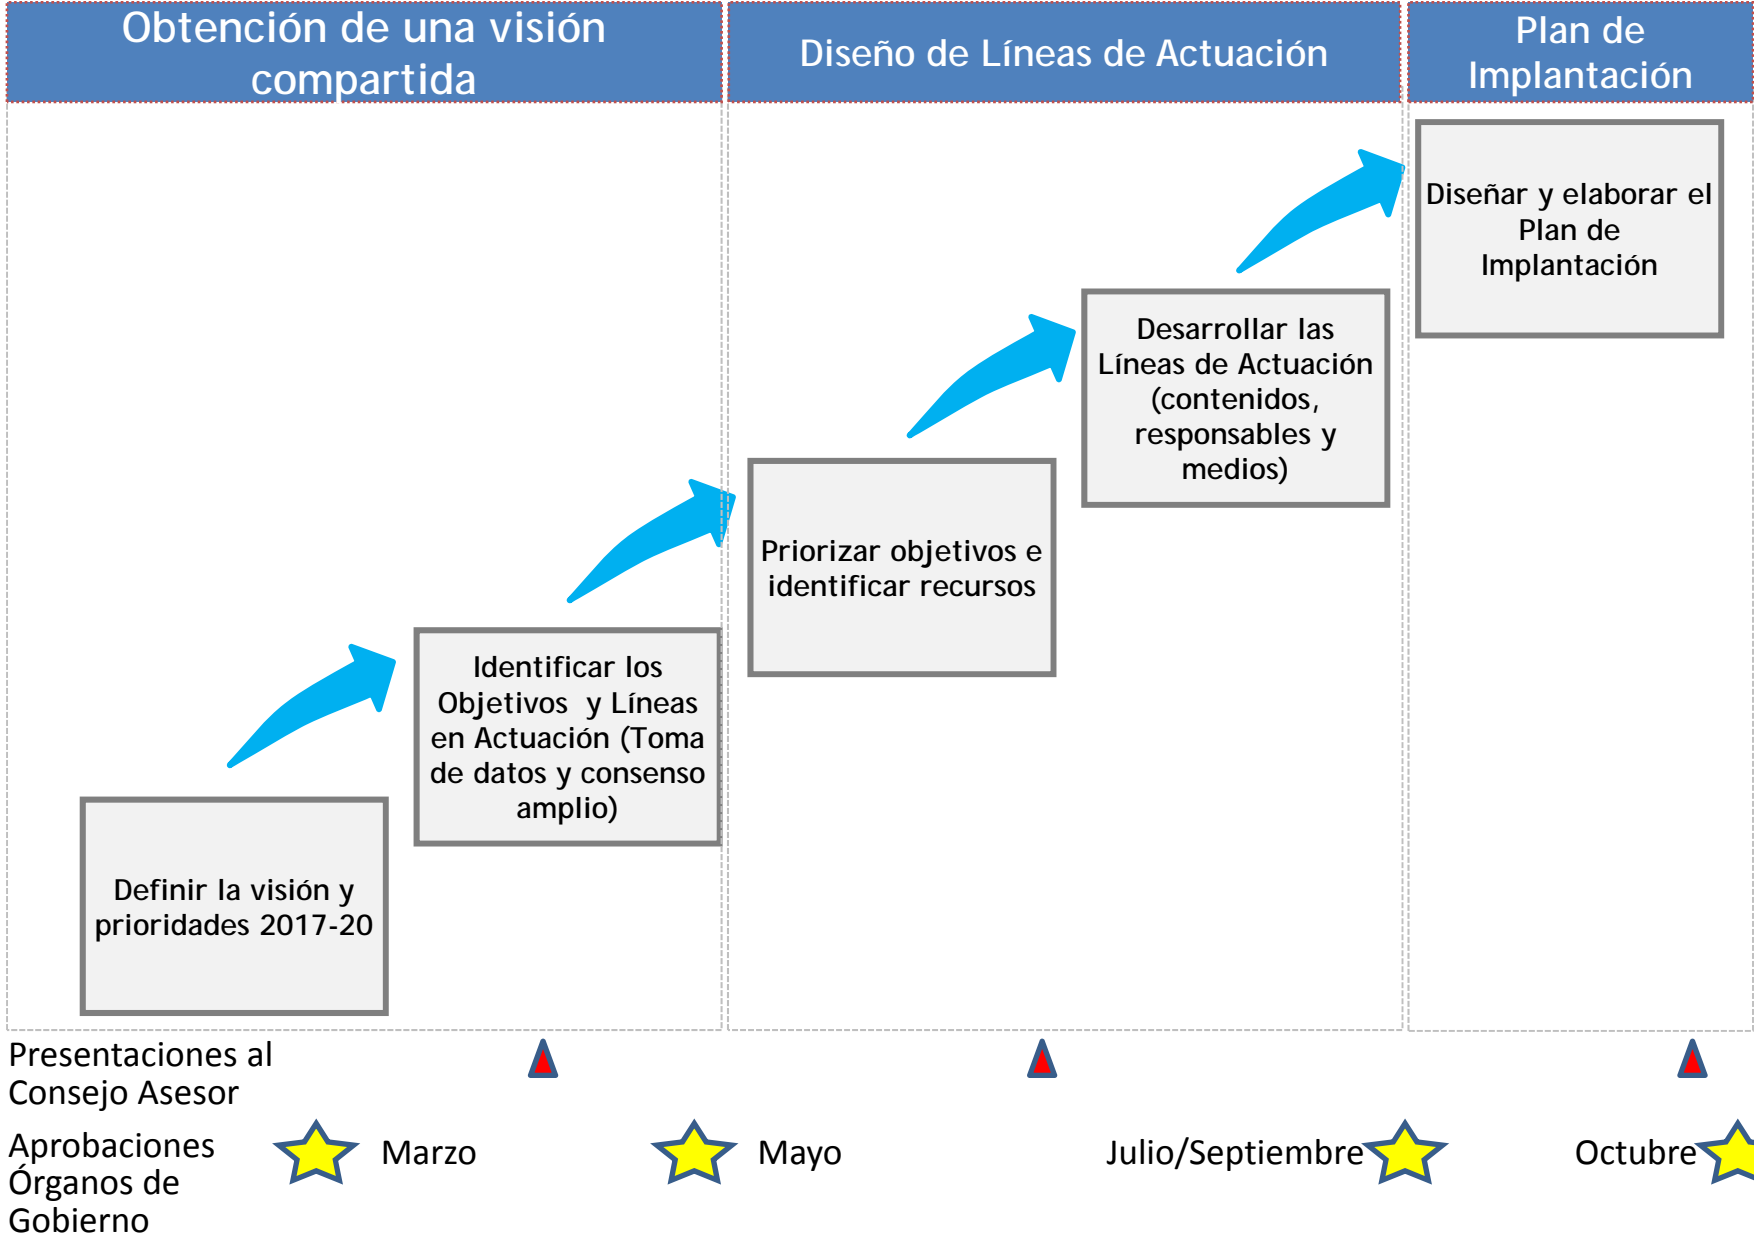 Obtención de una visión
compartida
Diseño de Líneas de Actuación
Plan de
Implantación
Diseñar y elaborar el
Plan de
Implantación
Desarrollar las
Líneas de Actuación
(contenidos,
responsables y
medios)
Priorizar objetivos e
identificar recursos
Identificar los
Objetivos  y Líneas
en Actuación (Toma
de datos y consenso
amplio)
Definir la visión y
prioridades 2017-20
Presentaciones al
Consejo Asesor
Aprobaciones
Órganos de
Gobierno
Marzo
Mayo
Julio/Septiembre
Octubre